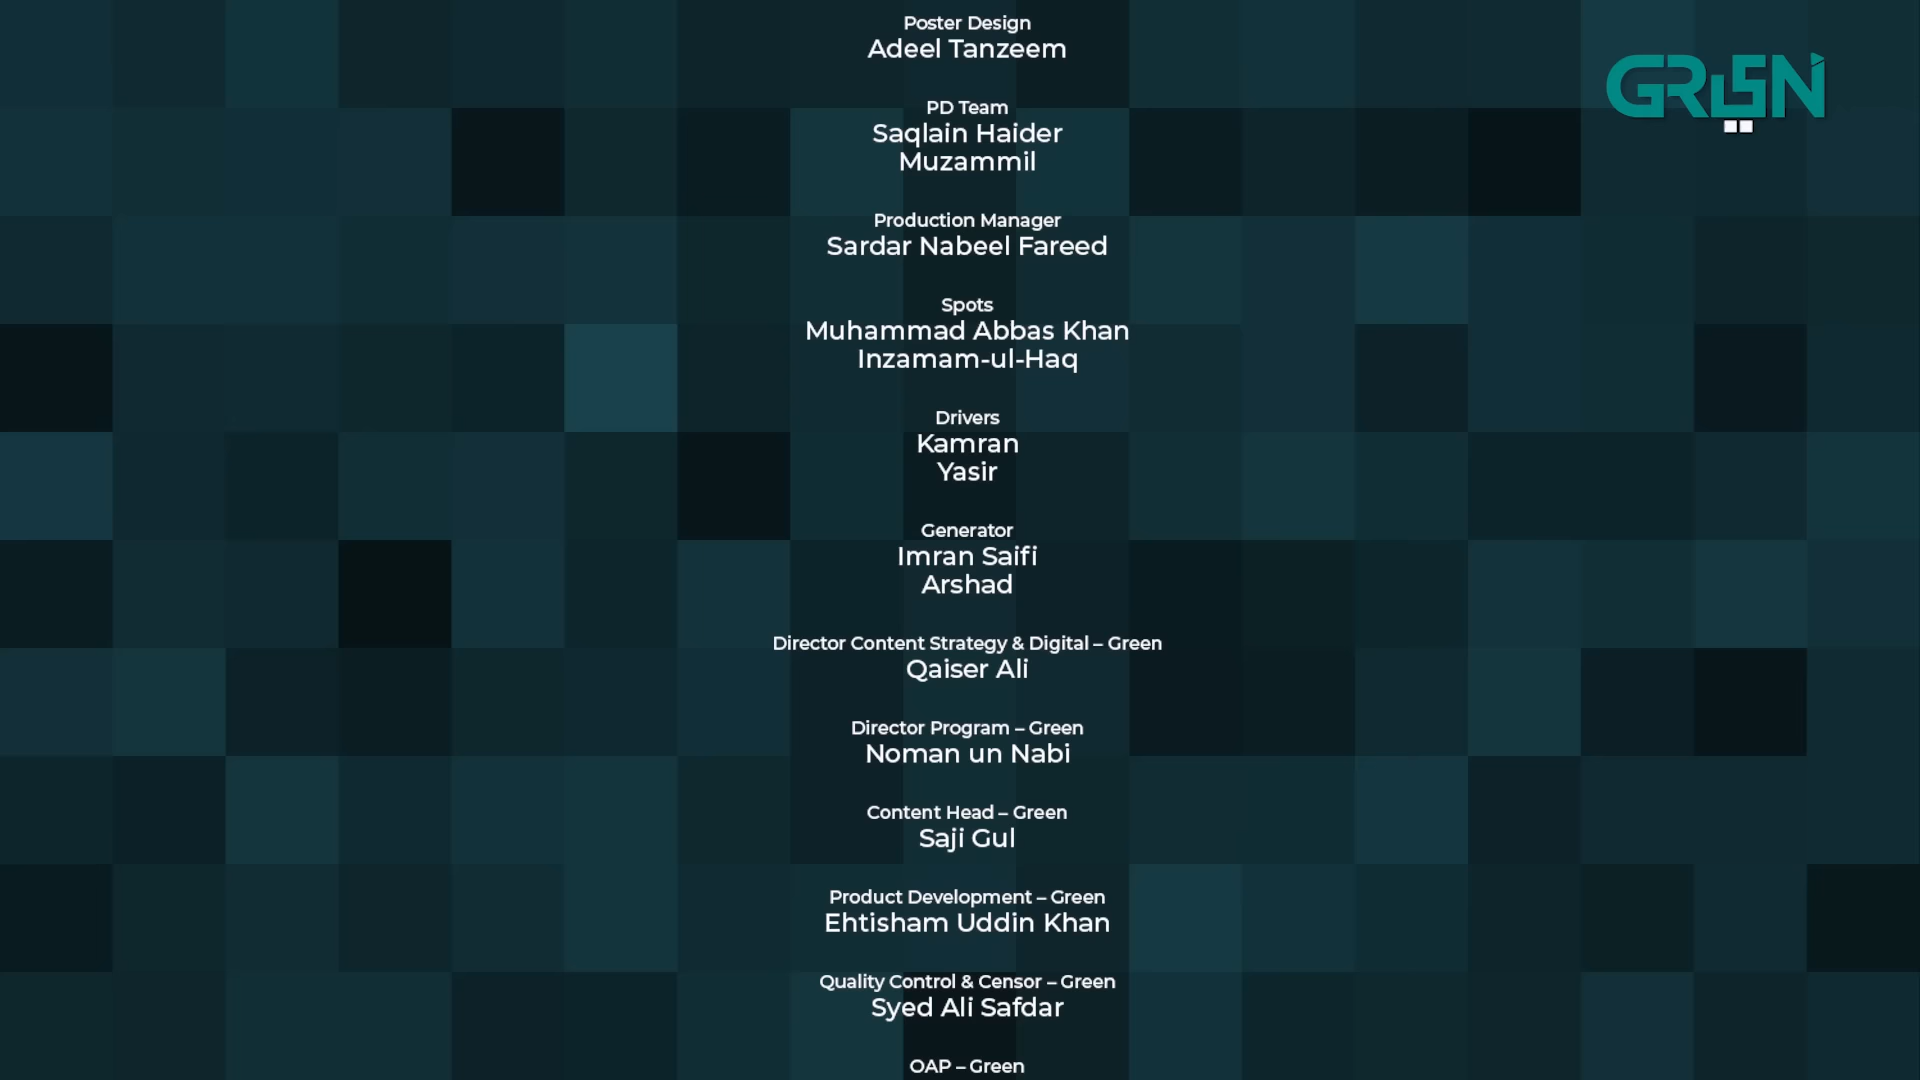 Poster Design
Adeel Tanzeem
GREEN
PD Team
Saqlain Haider
Muzammil
Production Manager
Sardar Nabeel Fareed
Spots
Muhammad Abbas Khan
Inzamam-ul-Haq
Drivers
Kamran
Yasir
Generator
Imran Saifi
Arshad
Director Content Strategy & Digital – Green
Qaiser Ali
Director Program – Green
Noman un Nabi
Content Head – Green
Saji Gul
Product Development – Green
Ehtisham Uddin Khan
Quality Control & Censor – Green
Syed Ali Safdar
OAP – Green